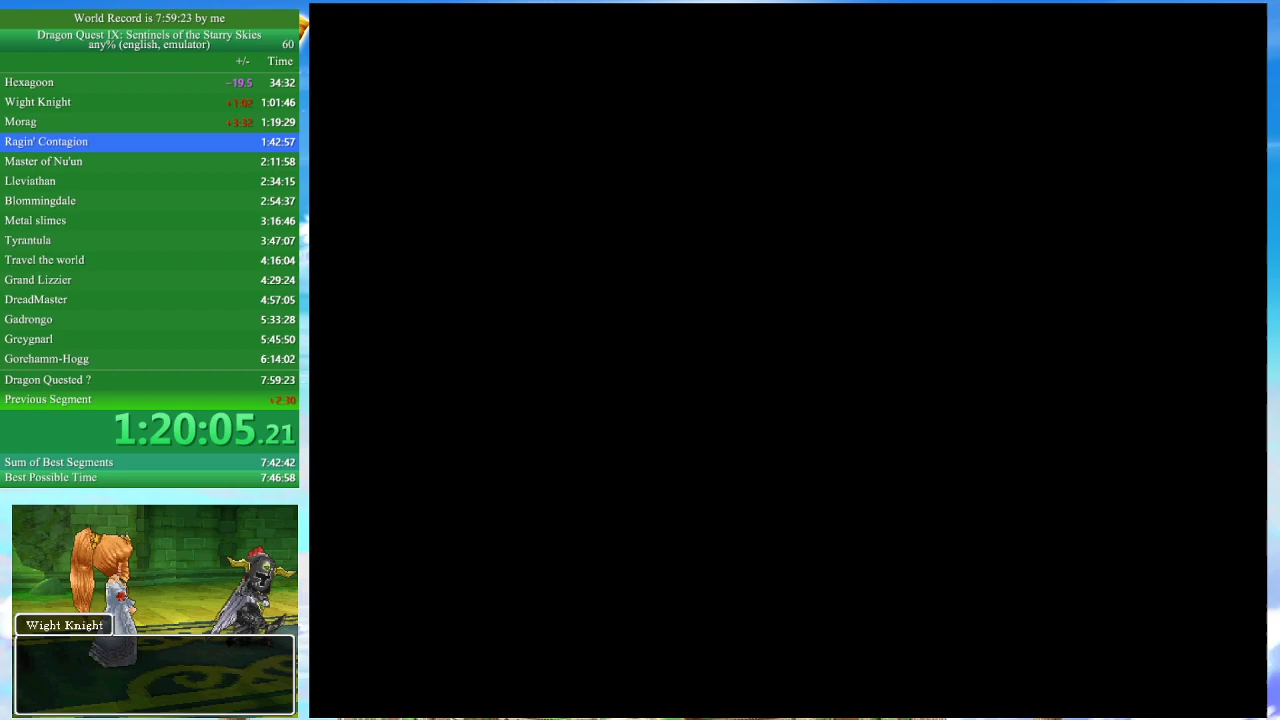 World Record is 7:59:23 by me
Dragon Quest IX: Sentinels of the Starry Skies
any% (english, emulator) 60
+/- Time
Hexagoon −19.5 34:32
Wight Knight +1:02 1:01:46
Morag +3:32 1:19:29
Ragin' Contagion 1:42:57
Master of Nu'un 2:11:58
Lleviathan 2:34:15
Blommingdale 2:54:37
Metal slimes 3:16:46
Tyrantula 3:47:07
Travel the world 4:16:04
Grand Lizzier 4:29:24
DreadMaster 4:57:05
Gadrongo 5:33:28
Greygnarl 5:45:50
Gorehamm-Hogg 6:14:02
Dragon Quested ? 7:59:23
Previous Segment +2:30
1:20:05.21
Sum of Best Segments 7:42:42
Best Possible Time 7:46:58
Wight Knight